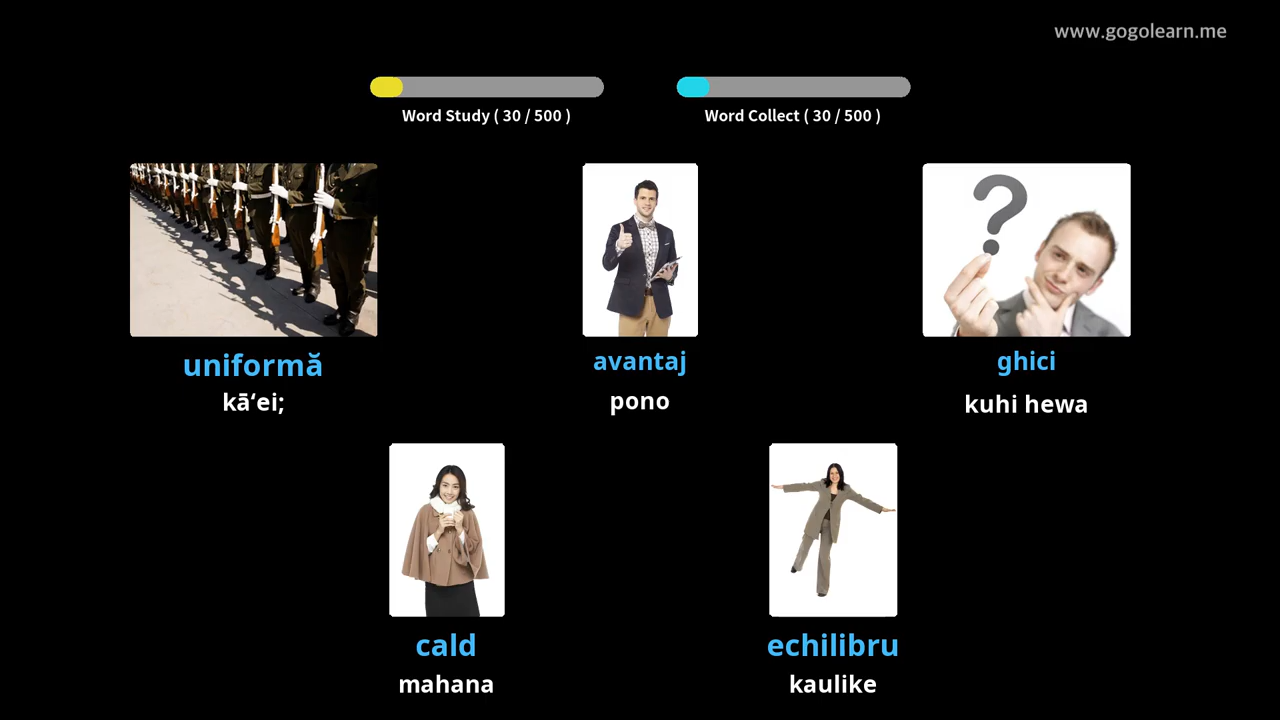 www.gogolearn.me
Word Study ( 30 / 500 )
Word Collect ( 30 / 500 )
uniformă
kāʻei;
avantaj
pono
ghici
kuhi hewa
cald
mahana
echilibru
kaulike